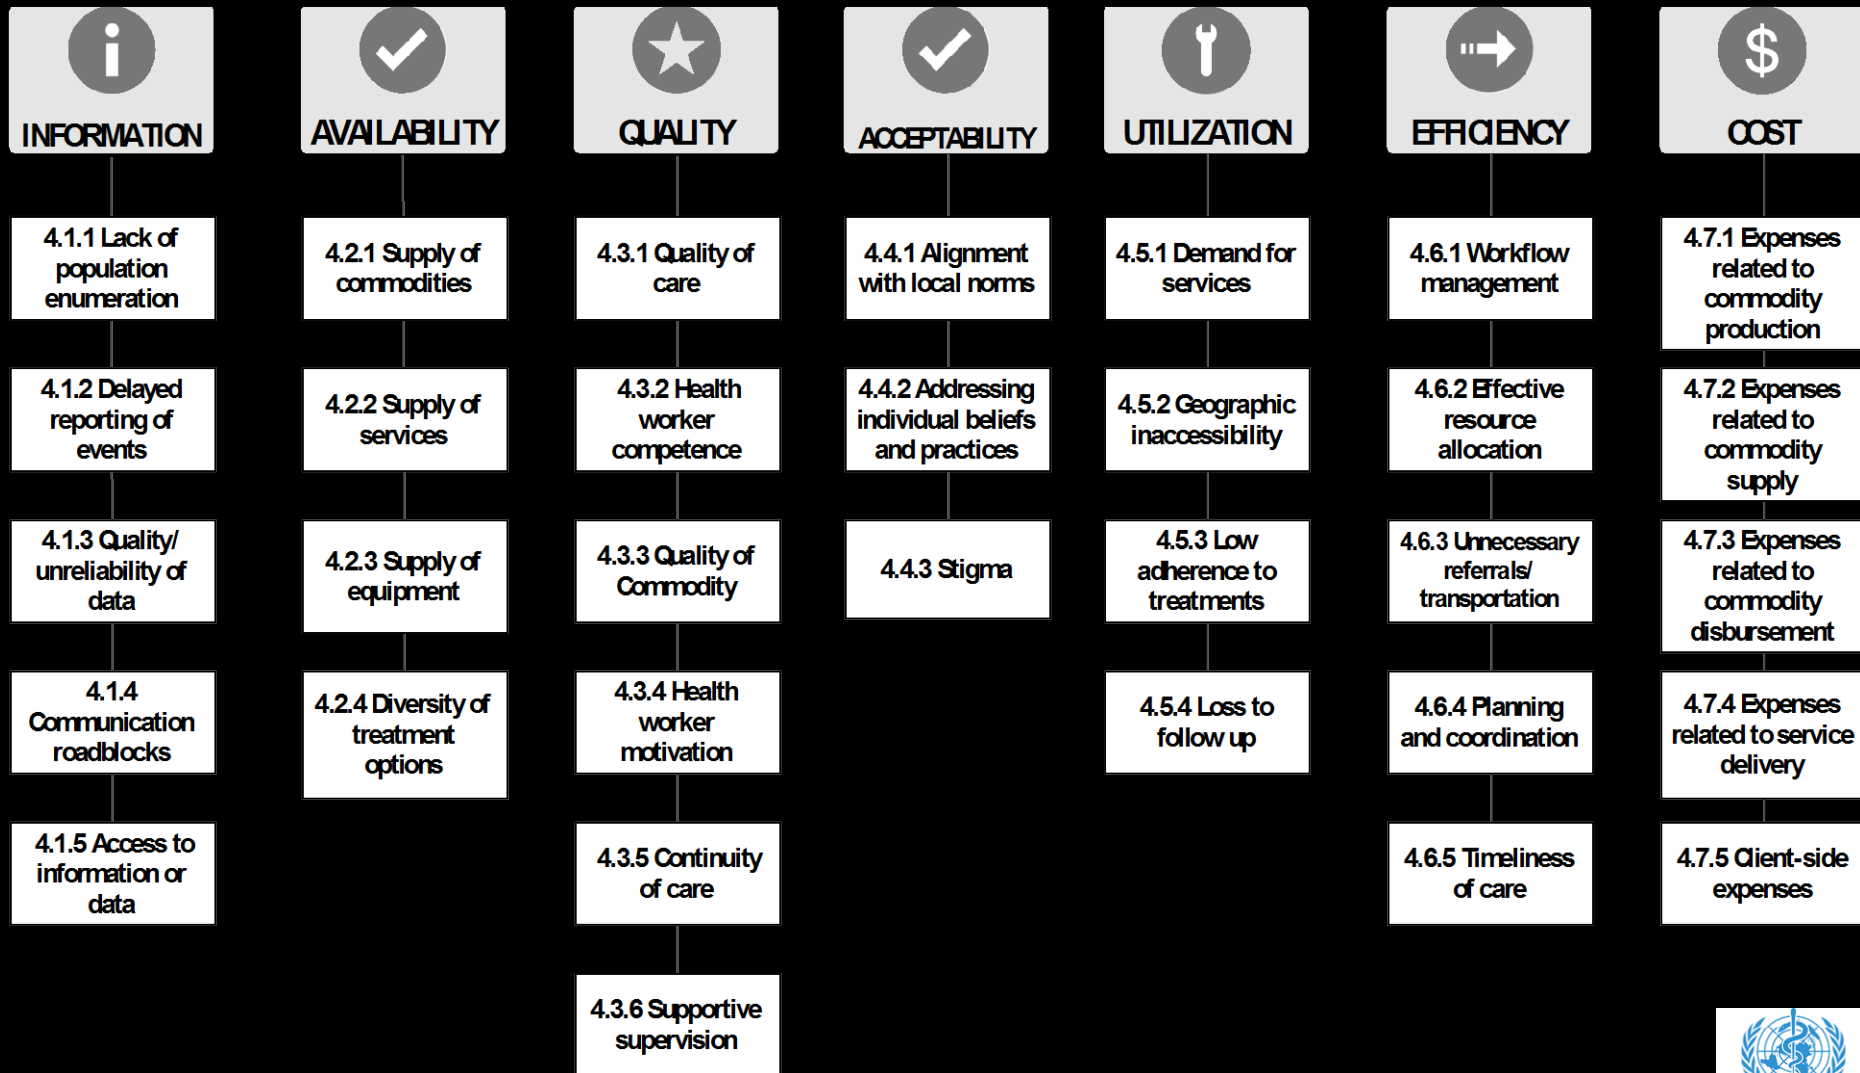 INFORMATION
4.1.1 Lack of
population
enumeration
4.1.2 Delayed
reporting of
events
4.1.3 Quality/
unreliability of
data
4.1.4
Communication
roadblocks
4.1.5 Access to
information or
data
AVAILABILITY
4.2.1 Supply of
commodities
4.2.2 Supply of
services
4.2.3 Supply of
equipment
4.2.4 Diversity of
treatment
options
QUALITY
4.3.1 Quality of
care
4.3.2 Health
worker
competence
4.3.3 Quality of
Commodity
4.3.4 Health
worker
motivation
4.3.5 Continuity
of care
4.3.6 Supportive
supervision
ACCEPTABILITY
4.4.1 Alignment
with local norms
4.4.2 Addressing
individual beliefs
and practices
4.4.3 Stigma
UTILIZATION
4.5.1 Demand for
services
4.5.2 Geographic
inaccessibility
4.5.3 Low
adherence to
treatments
4.5.4 Loss to
follow up
EFFICIENCY
4.6.1 Workflow
management
4.6.2 Effective
resource
allocation
4.6.3 Unnecessary
referrals/
transportation
4.6.4 Planning
and coordination
4.6.5 Timeliness
of care
$
COST
4.7.1 Expenses
related to
commodity
production
4.7.2 Expenses
related to
commodity
supply
4.7.3 Expenses
related to
commodity
disbursement
4.7.4 Expenses
related to service
delivery
4.7.5 Client-side
expenses